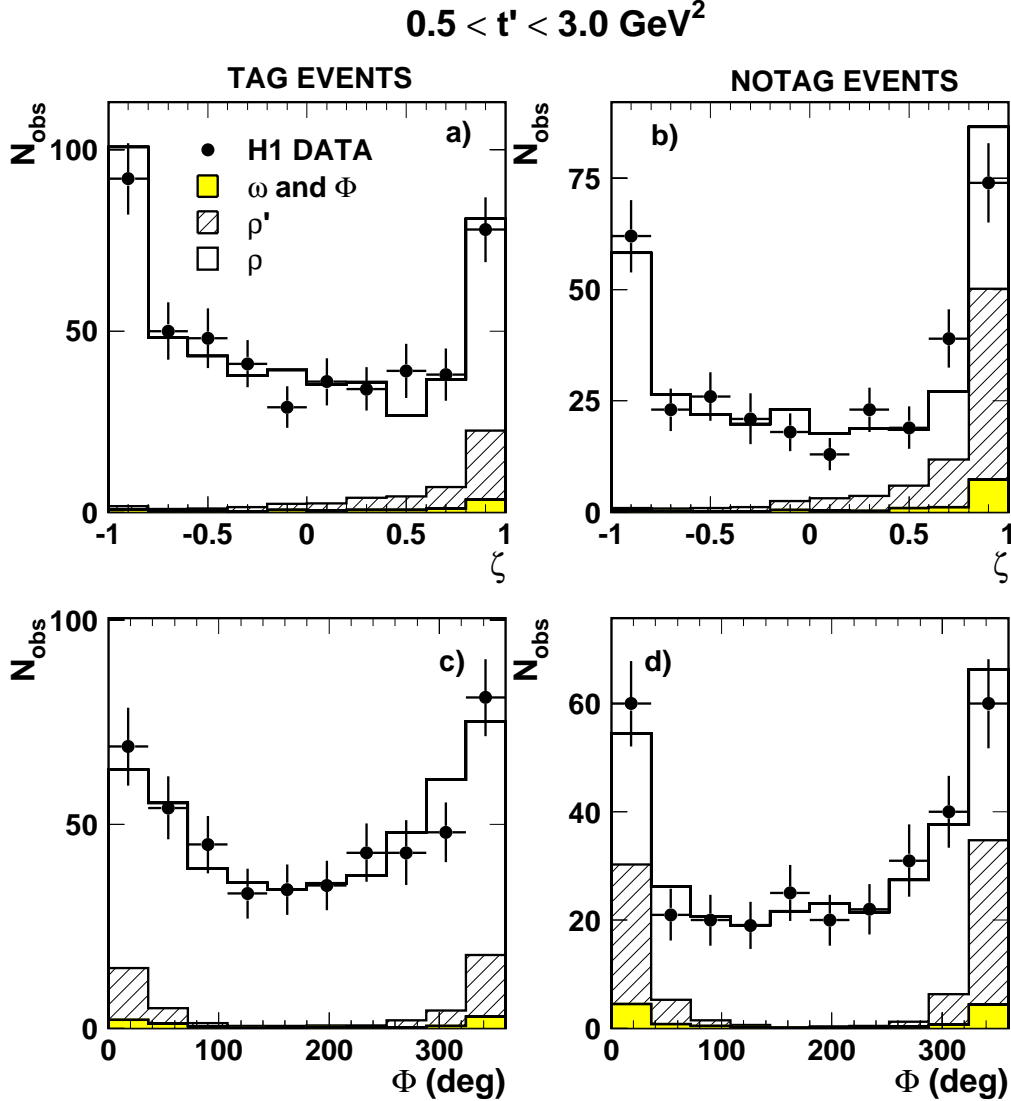 0.5 < t' < 3.0 GeV²
TAG EVENTS
NOTAG EVENTS
N_obs
a)
H1 DATA
ω and Φ
ρ'
ρ
100
50
0
-1 -0.5 0 0.5 1
ζ
N_obs
b)
75
50
25
0
-1 -0.5 0 0.5 1
ζ
N_obs
c)
100
50
0
0 100 200 300
Φ (deg)
N_obs
d)
60
40
20
0
0 100 200 300
Φ (deg)